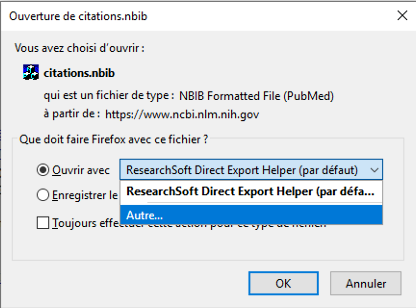 Ouverture de citations.nbib
Vous avez choisi d'ouvrir :
citations.nbib
qui est un fichier de type : NBIB Formatted File (PubMed)
à partir de : https://www.ncbi.nlm.nih.gov
Que doit faire Firefox avec ce fichier ?
Ouvrir avec ResearchSoft Direct Export Helper (par défaut)
Enregistrer le ResearchSoft Direct Export Helper (par défa...
Autre...
Toujours effectuer cette action pour ce type de fichier
OK Annuler